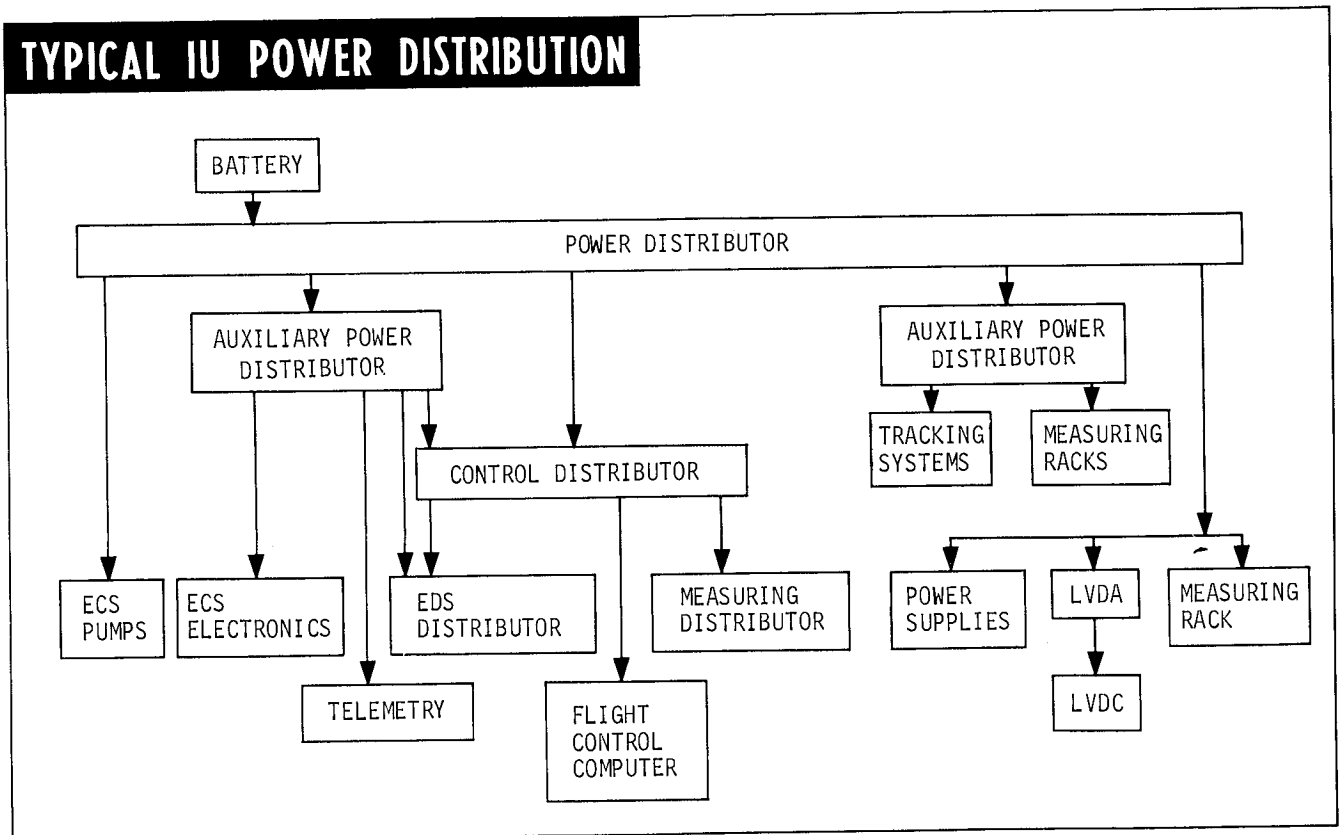 TYPICAL IU POWER DISTRIBUTION
BATTERY
POWER DISTRIBUTOR
AUXILIARY POWER
DISTRIBUTOR
AUXILIARY POWER
DISTRIBUTOR
TRACKING
SYSTEMS
MEASURING
RACKS
CONTROL DISTRIBUTOR
ECS
PUMPS
ECS
ELECTRONICS
EDS
DISTRIBUTOR
MEASURING
DISTRIBUTOR
POWER
SUPPLIES
LVDA
MEASURING
RACK
TELEMETRY
FLIGHT
CONTROL
COMPUTER
LVDC